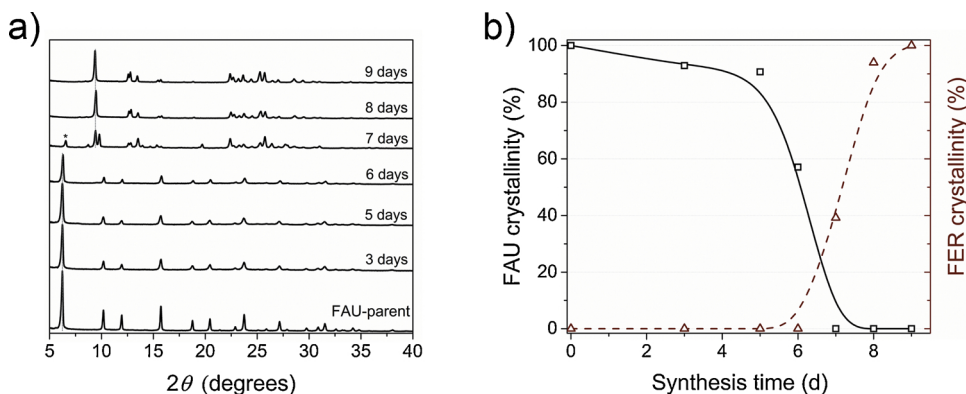 a)
9 days
8 days
*
7 days
6 days
5 days
3 days
FAU-parent
5 10 15 20 25 30 35 40
2θ (degrees)
b)
100
80
60
40
20
0
FAU crystallinity (%)
FER crystallinity (%)
0 2 4 6 8
Synthesis time (d)